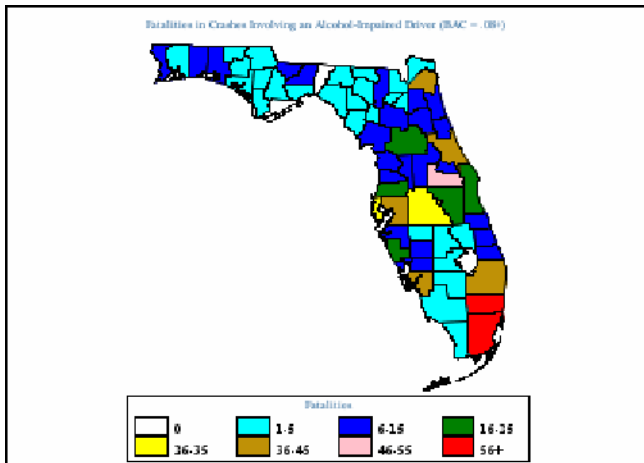 Fatalities in Crashes Involving an Alcohol-Impaired Driver (BAC = .08+)
Fatalities
0 1-5 6-15 16-25
36-45 46-55 56+